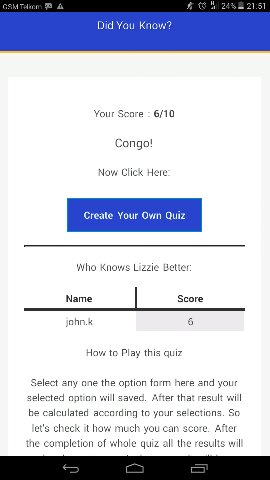 GSM Telkom 24% 21:51
Did You Know?
Your Score : 6/10
Congo!
Now Click Here:
Create Your Own Quiz
Who Knows Lizzie Better:
Name Score
john.k 6
How to Play this quiz
Select any one the option form here and your
selected option will saved. After that result will
be calculated according to your selections. So
let's check it how much you can score. After
the completion of whole quiz all the results will